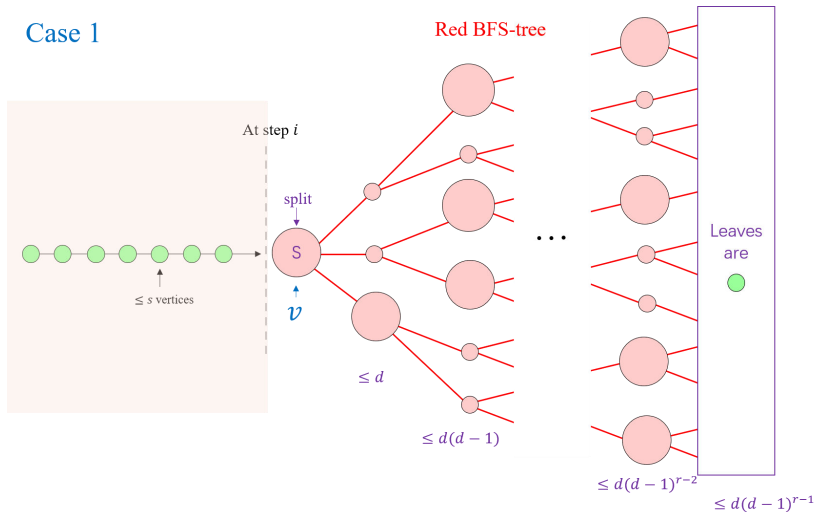 Case 1
Red BFS-tree
At step i
split
S
v
≤ s vertices
...
Leaves
are
≤ d
≤ d(d − 1)
≤ d(d − 1)^{r−2}
≤ d(d − 1)^{r−1}